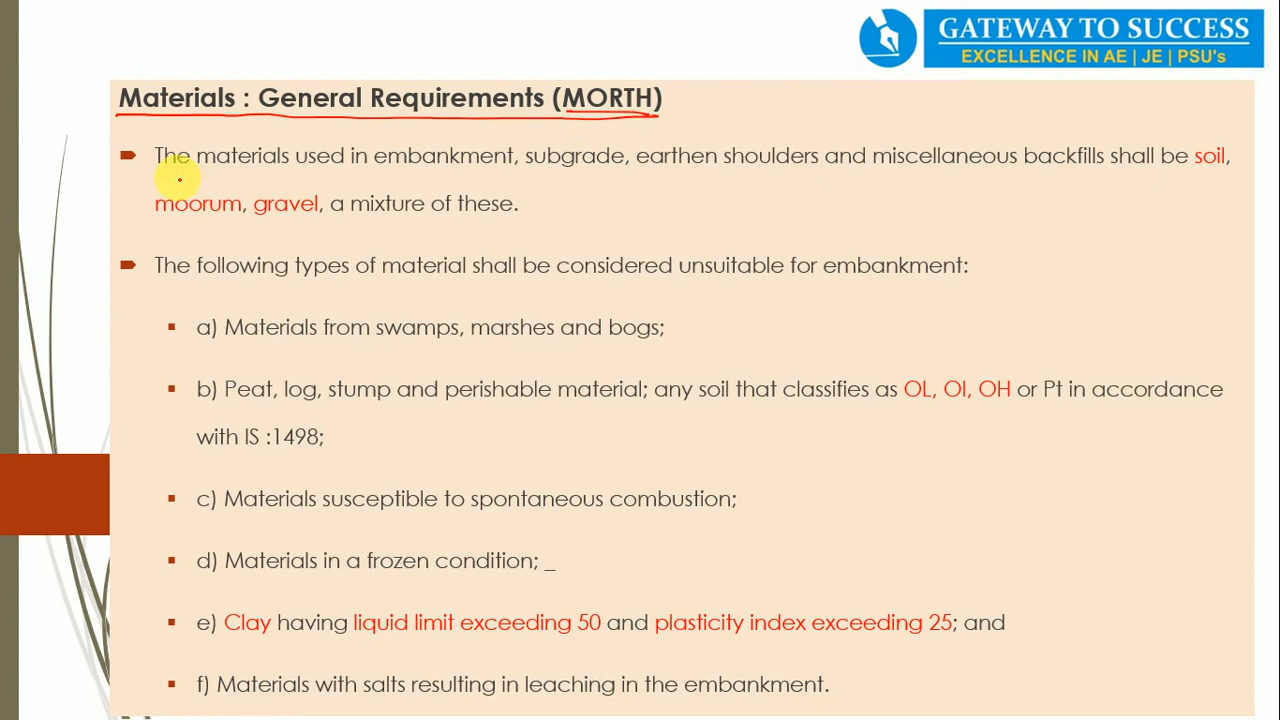 GATEWAY TO SUCCESS
EXCELLENCE IN AE | JE | PSU's
Materials : General Requirements (MORTH)
The materials used in embankment, subgrade, earthen shoulders and miscellaneous backfills shall be soil,
moorum, gravel, a mixture of these.
The following types of material shall be considered unsuitable for embankment:
a) Materials from swamps, marshes and bogs;
b) Peat, log, stump and perishable material; any soil that classifies as OL, OI, OH or Pt in accordance
with IS :1498;
c) Materials susceptible to spontaneous combustion;
d) Materials in a frozen condition; _
e) Clay having liquid limit exceeding 50 and plasticity index exceeding 25; and
f) Materials with salts resulting in leaching in the embankment.